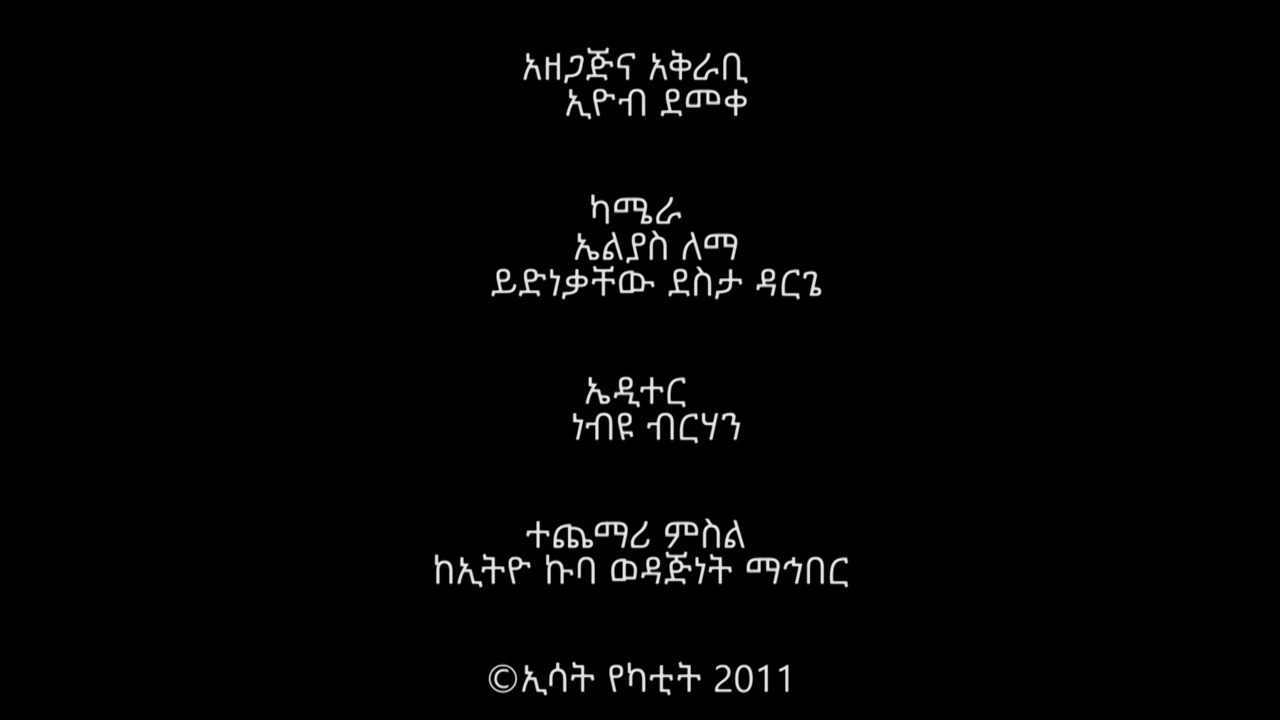 አዘጋጅና አቅራቢ
ኢዮብ ደመቀ
ካሜራ
ኤልያስ ለማ
ይድነቃቸው ደስታ ዳርጌ
ኤዲተር
ነብዩ ብርሃን
ተጨማሪ ምስል
ከኢትዮ ኩባ ወዳጅነት ማኅበር
©ኢሳት የካቲት 2011